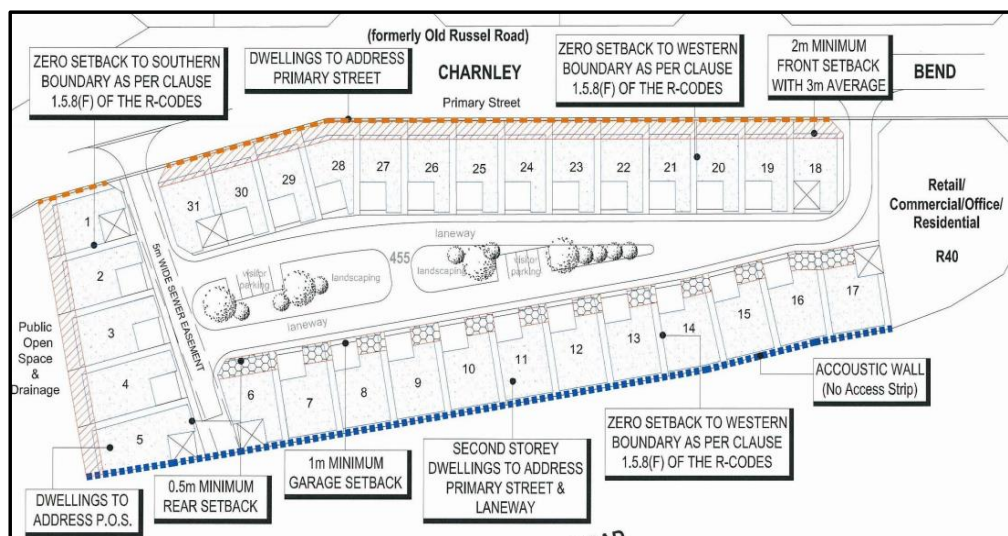 (formerly Old Russel Road)
CHARNLEY
BEND
Primary Street
ZERO SETBACK TO SOUTHERN
BOUNDARY AS PER CLAUSE
1.5.8(F) OF THE R-CODES
DWELLINGS TO ADDRESS
PRIMARY STREET
ZERO SETBACK TO WESTERN
BOUNDARY AS PER CLAUSE
1.5.8(F) OF THE R-CODES
2m MINIMUM
FRONT SETBACK
WITH 3m AVERAGE
31
30
29
28
27
26
25
24
23
22
21
20
19
18
Retail/
Commercial/Office/
Residential
R40
1
2
3
4
5
5m WIDE SEWER EASEMENT
laneway
455
visitor
parking
landscaping
landscaping
visitor
parking
laneway
Public
Open
Space
&
Drainage
6
7
8
9
10
11
12
13
14
15
16
17
ACCOUSTIC WALL
(No Access Strip)
DWELLINGS TO
ADDRESS P.O.S.
0.5m MINIMUM
REAR SETBACK
1m MINIMUM
GARAGE SETBACK
SECOND STOREY
DWELLINGS TO ADDRESS
PRIMARY STREET &
LANEWAY
ZERO SETBACK TO WESTERN
BOUNDARY AS PER CLAUSE
1.5.8(F) OF THE R-CODES